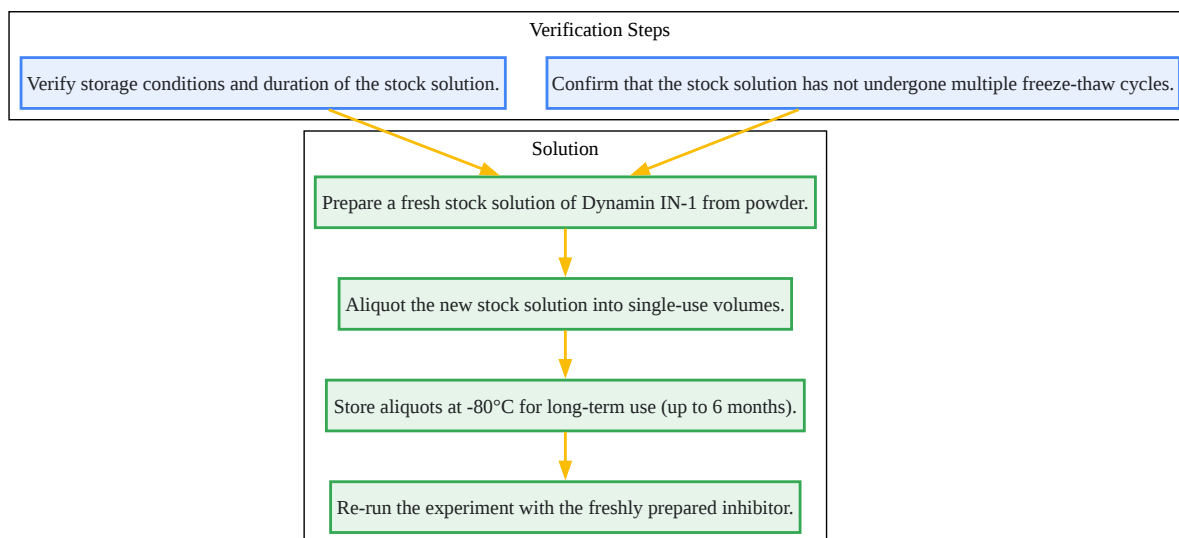 Verification Steps
Verify storage conditions and duration of the stock solution.
Confirm that the stock solution has not undergone multiple freeze-thaw cycles.
Solution
Prepare a fresh stock solution of Dynamin IN-1 from powder.
Aliquot the new stock solution into single-use volumes.
Store aliquots at -80°C for long-term use (up to 6 months).
Re-run the experiment with the freshly prepared inhibitor.